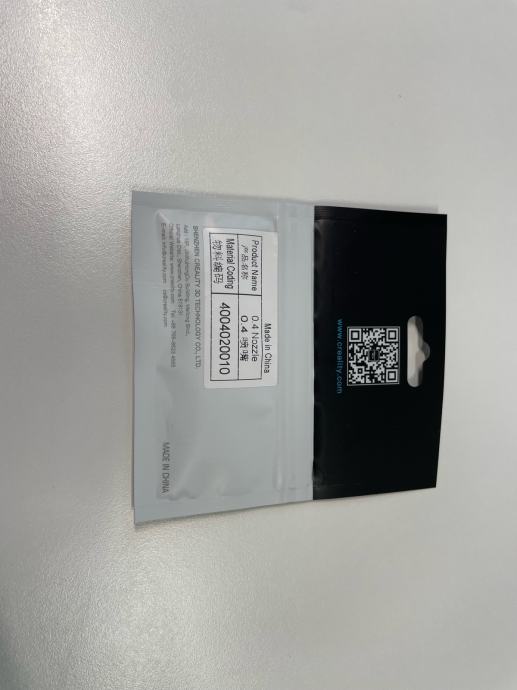 www.creality.com
Made in China
Product Name 0.4 Nozzle
产品名称 0.4 喷嘴
Material Coding 4004020010
物料编码
SHENZHEN CREALITY 3D TECHNOLOGY CO., LTD.
MADE IN CHINA